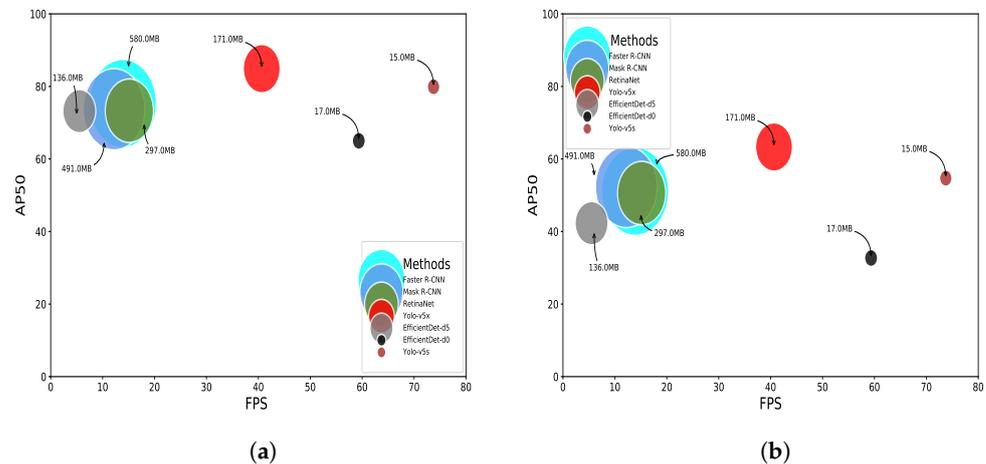 100
80
60
40
20
0
AP50
0 10 20 30 40 50 60 70 80
FPS
580.0MB
136.0MB
491.0MB
297.0MB
171.0MB
15.0MB
17.0MB
Methods
Faster R-CNN
Mask R-CNN
RetinaNet
Yolo-v5x
EfficientDet-d5
EfficientDet-d0
Yolo-v5s
(a)
100
80
60
40
20
0
AP50
0 10 20 30 40 50 60 70 80
FPS
Methods
Faster R-CNN
Mask R-CNN
RetinaNet
Yolo-v5x
EfficientDet-d5
EfficientDet-d0
Yolo-v5s
491.0MB
580.0MB
297.0MB
136.0MB
171.0MB
15.0MB
17.0MB
(b)